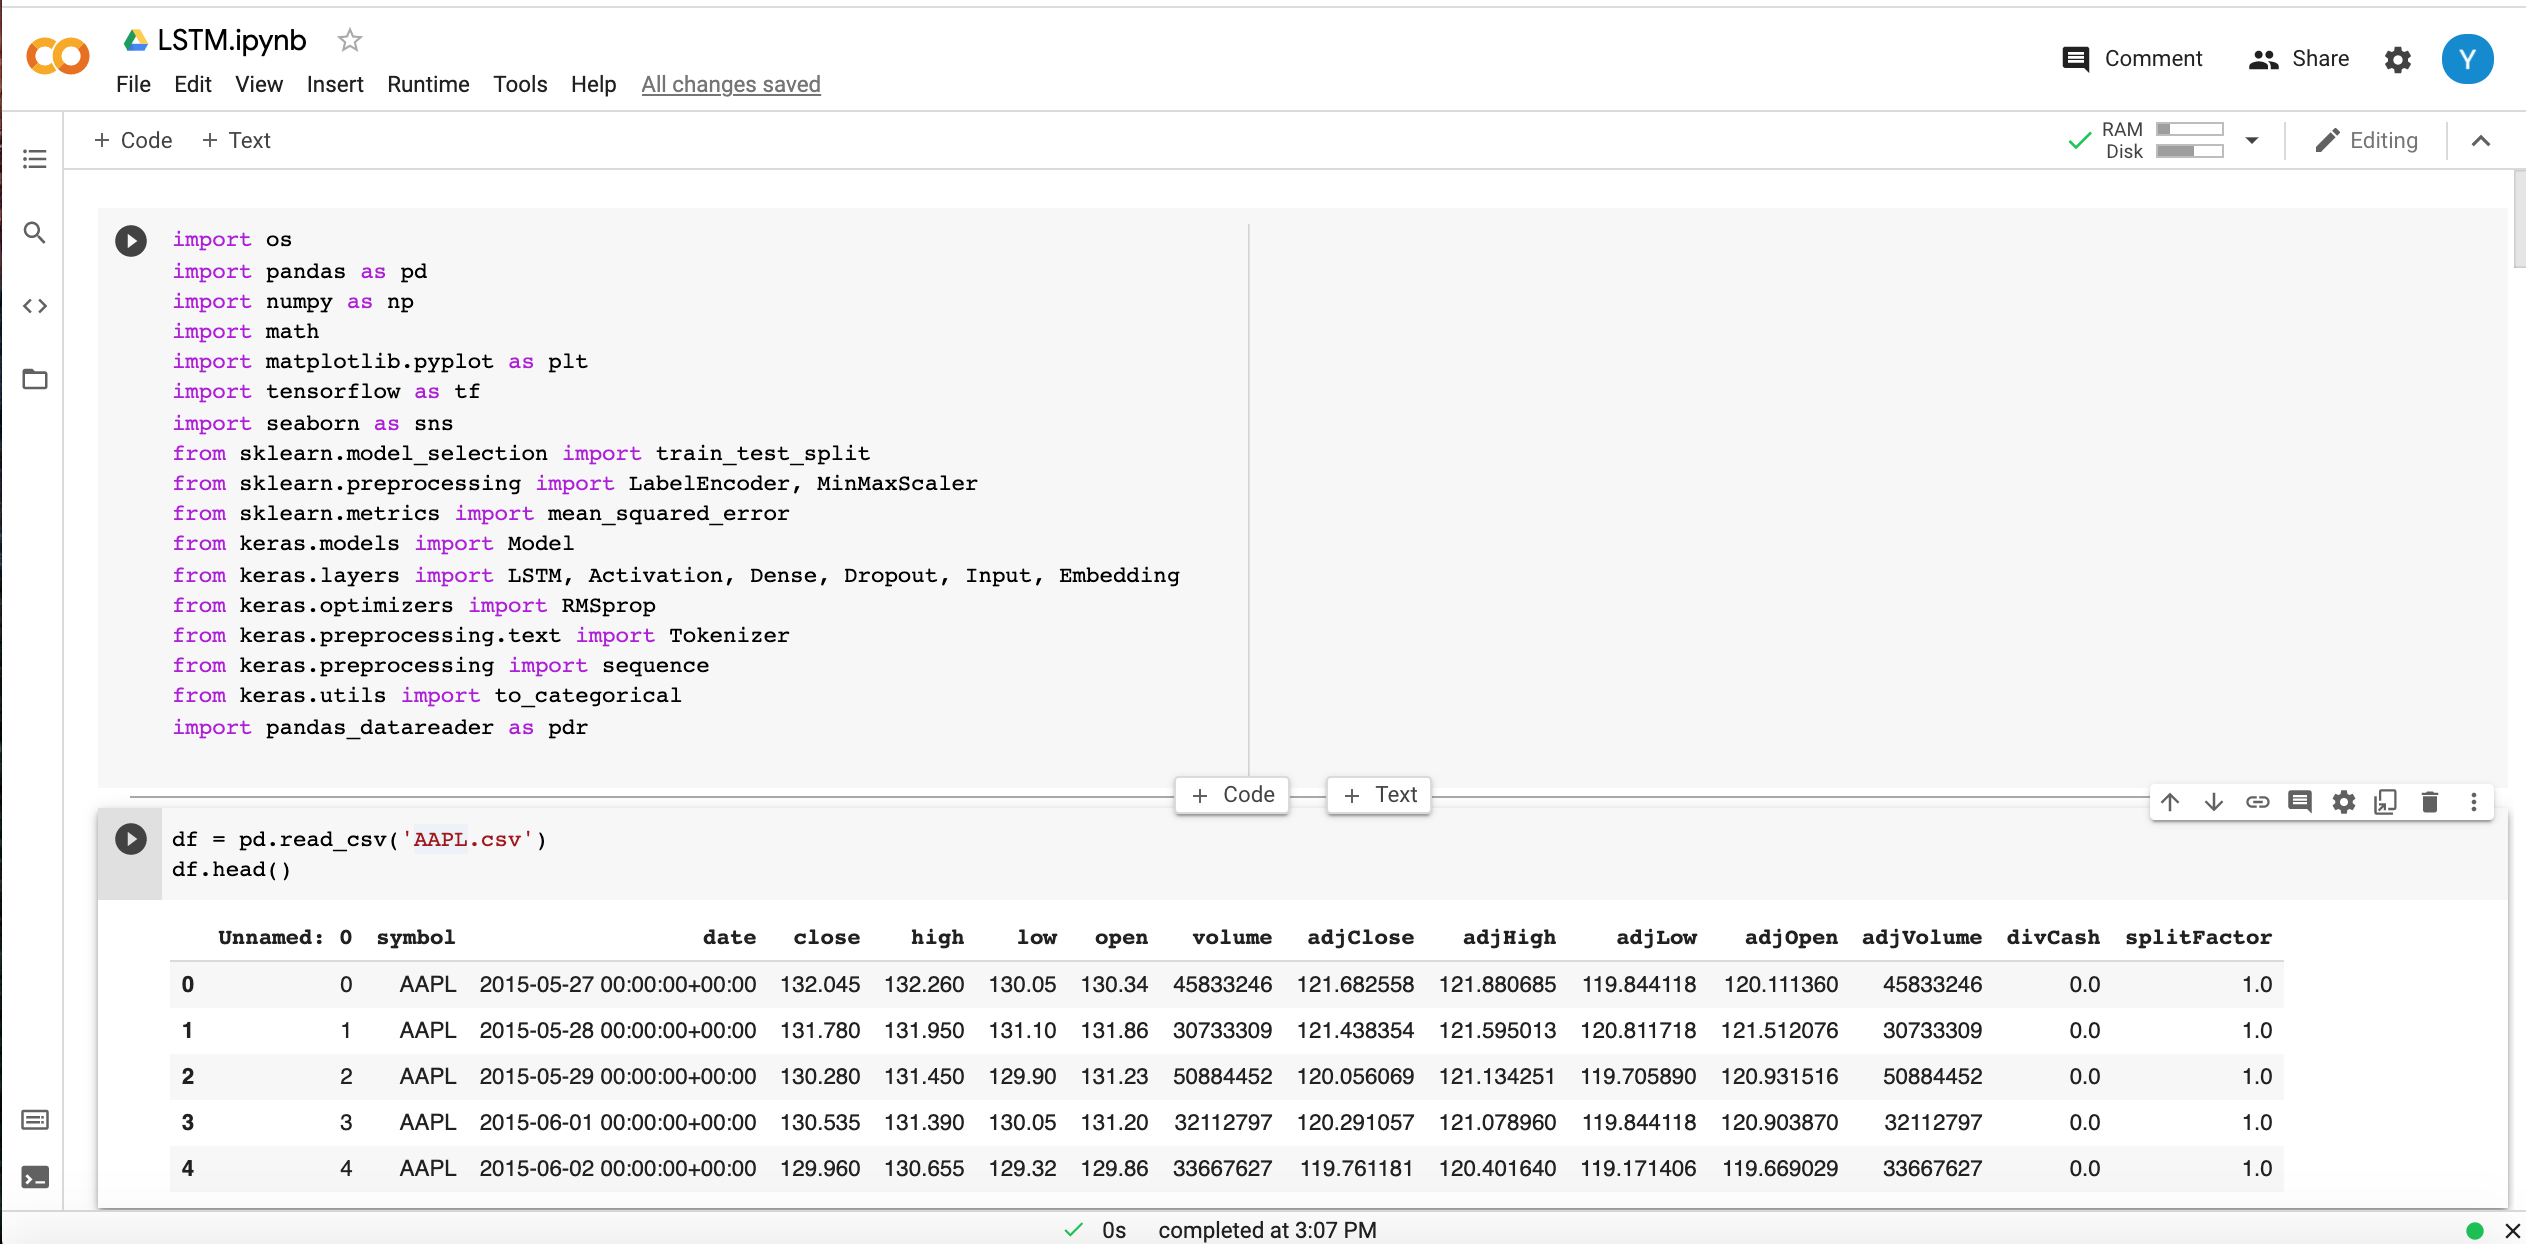 LSTM.ipynb
File Edit View Insert Runtime Tools Help All changes saved
Comment Share Y
+ Code + Text
RAM
Disk
Editing
import os
import pandas as pd
import numpy as np
import math
import matplotlib.pyplot as plt
import tensorflow as tf
import seaborn as sns
from sklearn.model_selection import train_test_split
from sklearn.preprocessing import LabelEncoder, MinMaxScaler
from sklearn.metrics import mean_squared_error
from keras.models import Model
from keras.layers import LSTM, Activation, Dense, Dropout, Input, Embedding
from keras.optimizers import RMSprop
from keras.preprocessing.text import Tokenizer
from keras.preprocessing import sequence
from keras.utils import to_categorical
import pandas_datareader as pdr
+ Code + Text
df = pd.read_csv('AAPL.csv')
df.head()
Unnamed: 0 symbol date close high low open volume adjClose adjHigh adjLow adjOpen adjVolume divCash splitFactor
0 0 AAPL 2015-05-27 00:00:00+00:00 132.045 132.260 130.05 130.34 45833246 121.682558 121.880685 119.844118 120.111360 45833246 0.0 1.0
1 1 AAPL 2015-05-28 00:00:00+00:00 131.780 131.950 131.10 131.86 30733309 121.438354 121.595013 120.811718 121.512076 30733309 0.0 1.0
2 2 AAPL 2015-05-29 00:00:00+00:00 130.280 131.450 129.90 131.23 50884452 120.056069 121.134251 119.705890 120.931516 50884452 0.0 1.0
3 3 AAPL 2015-06-01 00:00:00+00:00 130.535 131.390 130.05 131.20 32112797 120.291057 121.078960 119.844118 120.903870 32112797 0.0 1.0
4 4 AAPL 2015-06-02 00:00:00+00:00 129.960 130.655 129.32 129.86 33667627 119.761181 120.401640 119.171406 119.669029 33667627 0.0 1.0
0s completed at 3:07 PM